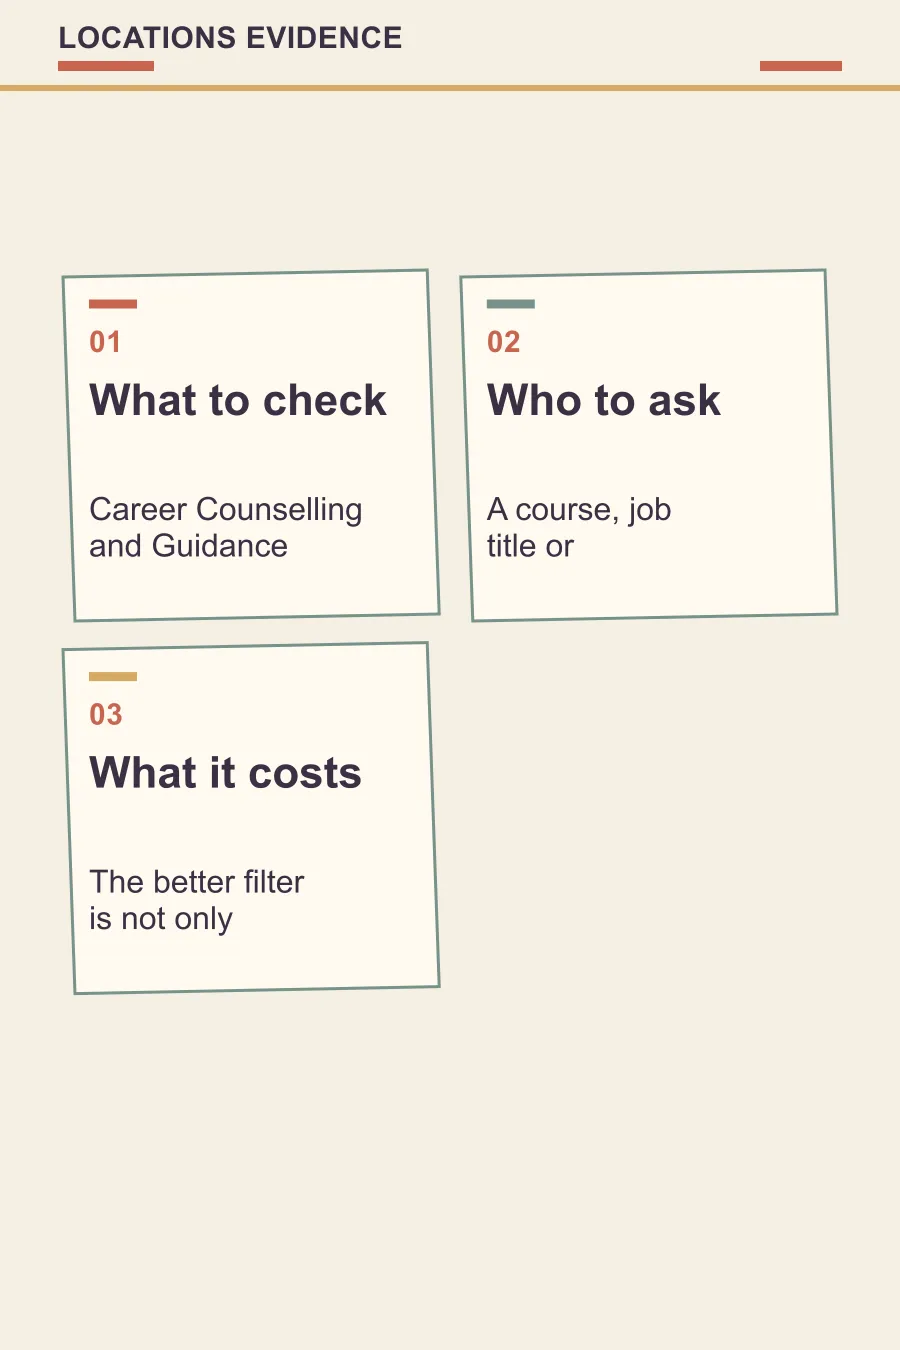 LOCATIONS EVIDENCE
01
What to check
Career Counselling
and Guidance
02
Who to ask
A course, job
title or
03
What it costs
The better filter
is not only